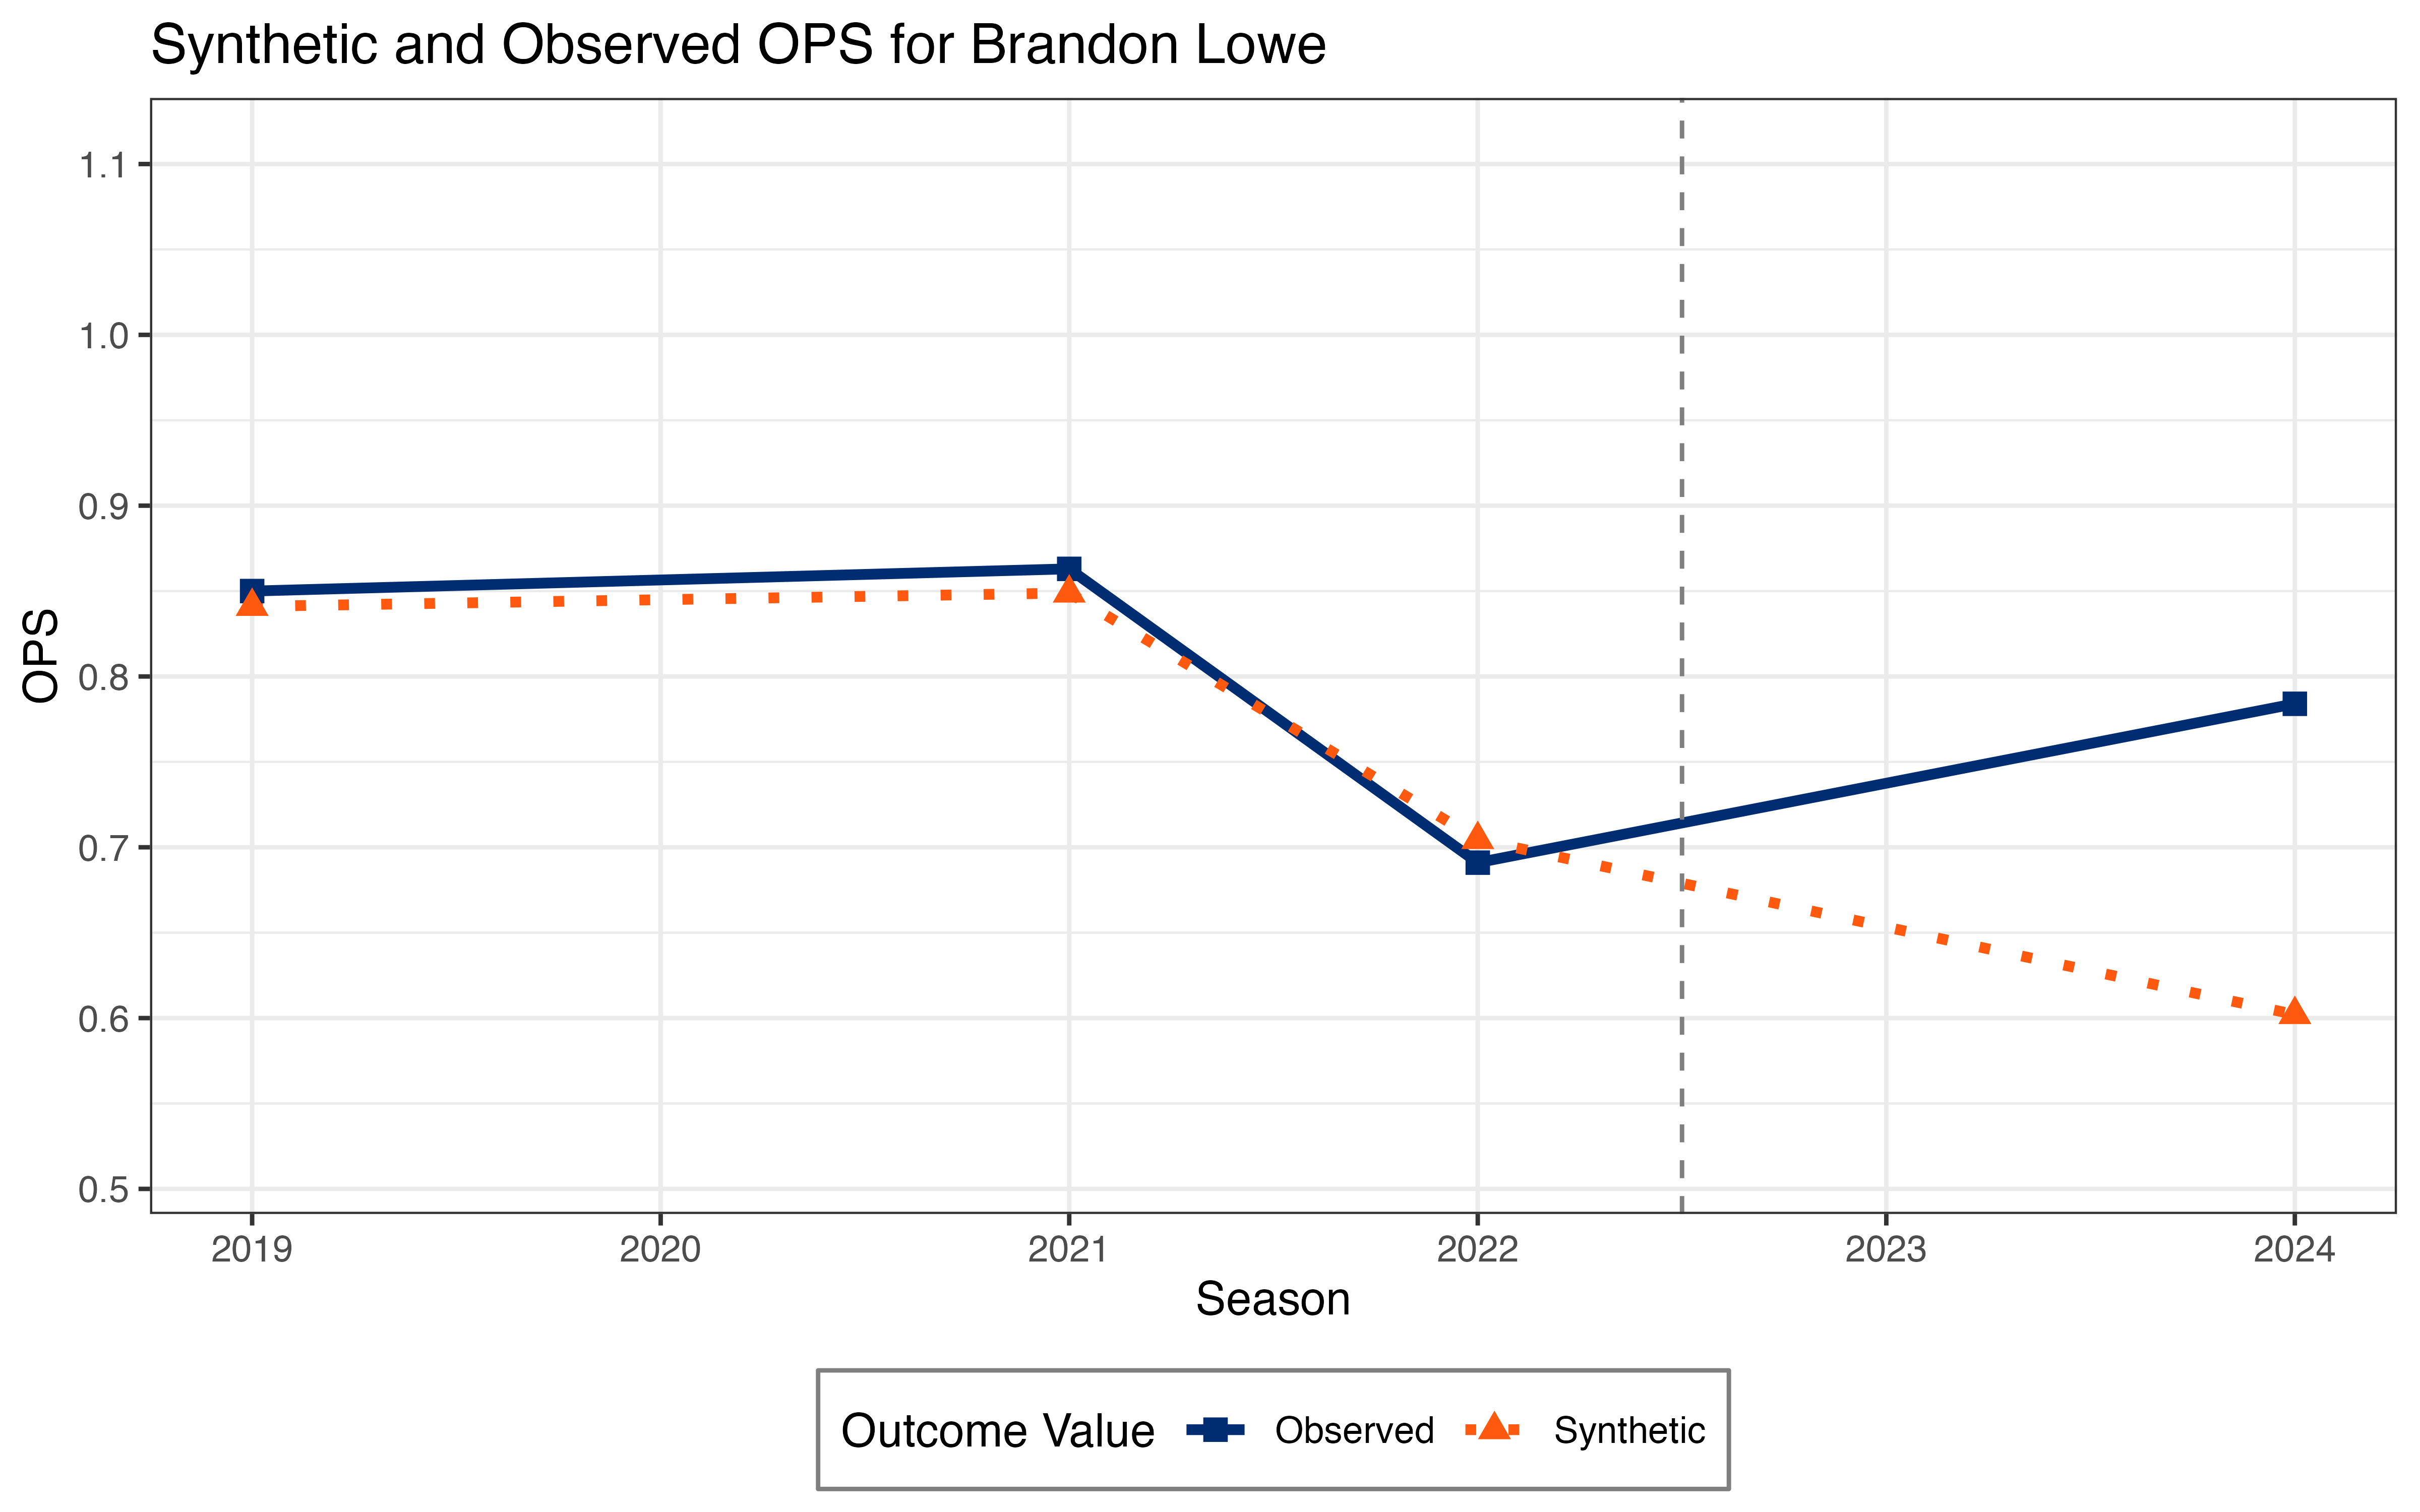 Synthetic and Observed OPS for Brandon Lowe
1.1
1.0
0.9
0.8
0.7
0.6
0.5
OPS
2019 2020 2021 2022 2023 2024
Season
Outcome Value Observed Synthetic